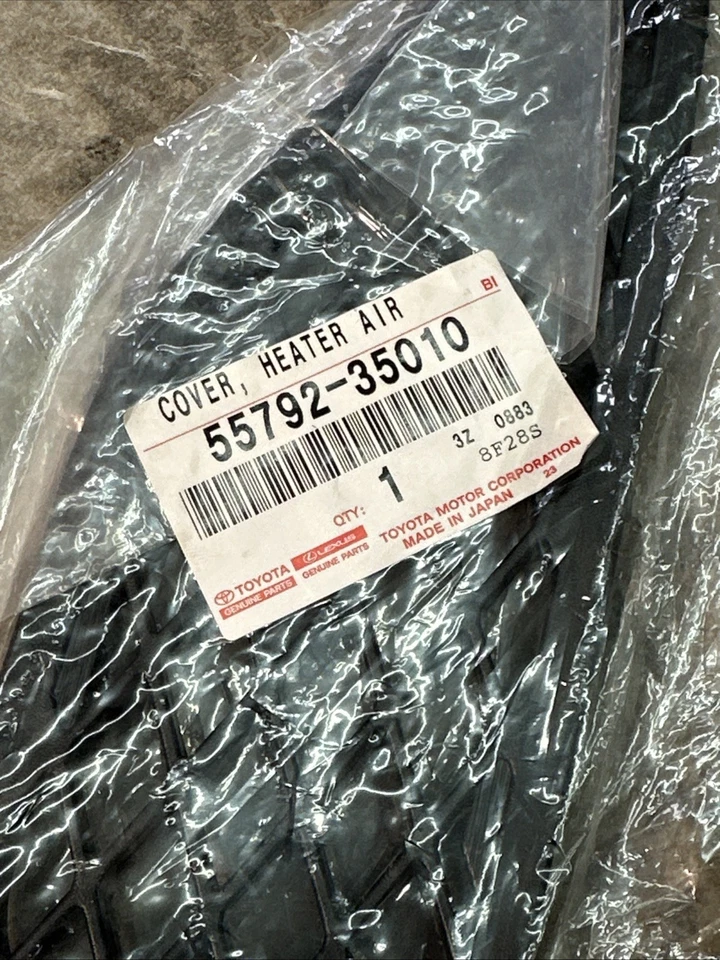 BI
COVER, HEATER AIR
55792-35010
3Z 0883
8F28S
QTY: 1
TOYOTA MOTOR CORPORATION
MADE IN JAPAN 23
TOYOTA
GENUINE PARTS
LEXUS
GENUINE PARTS